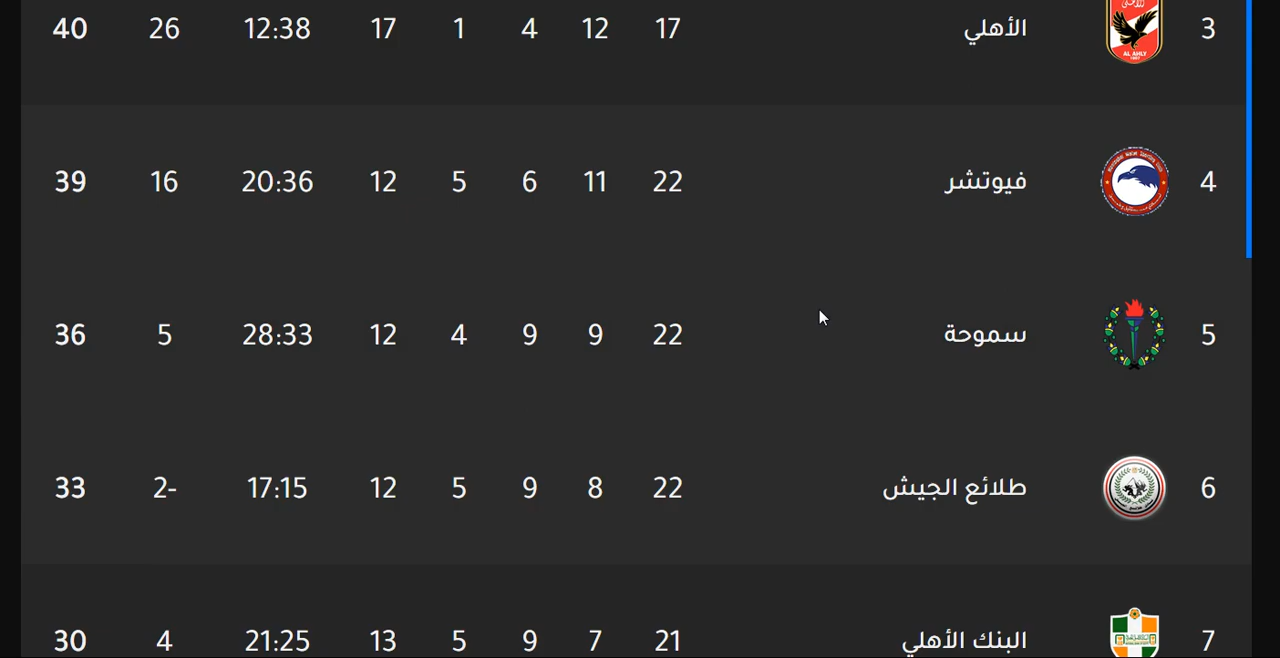 3 الأهلي 17 12 4 1 17 12:38 26 40
AL AHLY
1907
4 فيوتشر 22 11 6 5 12 20:36 16 39
5 سموحة 22 9 9 4 12 28:33 5 36
6 طلائع الجيش 22 8 9 5 12 17:15 2- 33
7 البنك الأهلي 21 7 9 5 13 21:25 4 30